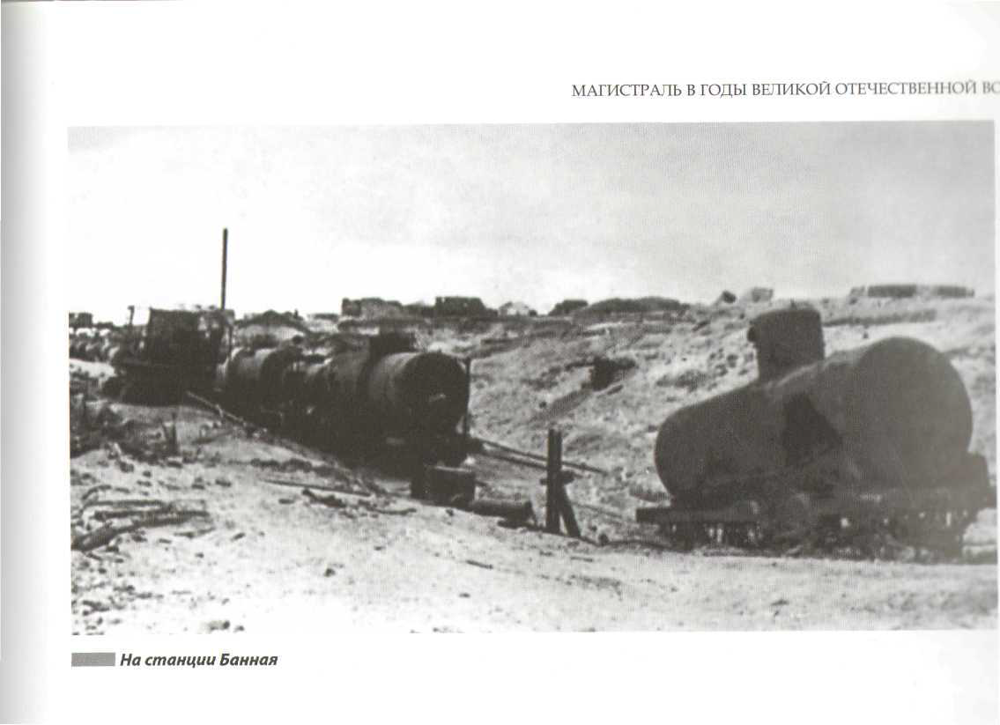 МАГИСТРАЛЬ В ГОДЫ ВЕЛИКОЙ ОТЕЧЕСТВЕННОЙ ВО
На станции Банная